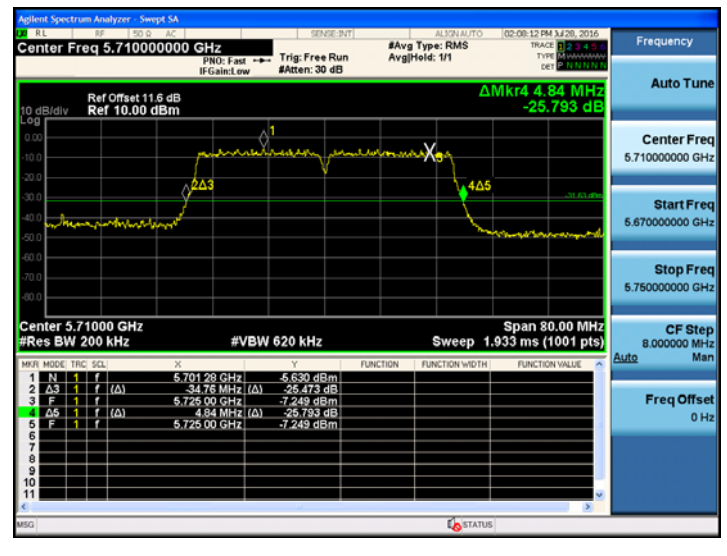 Agilent Spectrum Analyzer - Swept SA
RL RF 50 Ω AC SENSE:INT ALIGN AUTO 02:08:12 PM Jul 28, 2016
Center Freq 5.710000000 GHz #Avg Type: RMS TRACE 1 2 3 4 5 6
PNO: Fast Trig: Free Run Avg|Hold: 1/1 TYPE
IFGain:Low #Atten: 30 dB DET P N N N N N
ΔMkr4 4.84 MHz
Ref Offset 11.6 dB
10 dB/div Ref 10.00 dBm -25.793 dB
Log
0.00
-10.0
-20.0
-30.0
-40.0
-50.0
-60.0
-70.0
-80.0
1
2Δ3
X
4Δ5
-31.63 dBm
Center 5.71000 GHz Span 80.00 MHz
#Res BW 200 kHz #VBW 620 kHz Sweep 1.933 ms (1001 pts)
MKR MODE TRC SCL X Y FUNCTION FUNCTION WIDTH FUNCTION VALUE
1 N 1 f 5.701 28 GHz -5.630 dBm
2 Δ3 1 f (Δ) -34.76 MHz (Δ) -25.473 dB
3 F 1 f 5.725 00 GHz -7.249 dBm
4 Δ5 1 f (Δ) 4.84 MHz (Δ) -25.793 dB
5 F 1 f 5.725 00 GHz -7.249 dBm
6
7
8
9
10
11
MSG STATUS
Frequency
Auto Tune
Center Freq
5.710000000 GHz
Start Freq
5.670000000 GHz
Stop Freq
5.750000000 GHz
CF Step
8.000000 MHz
Auto Man
Freq Offset
0 Hz